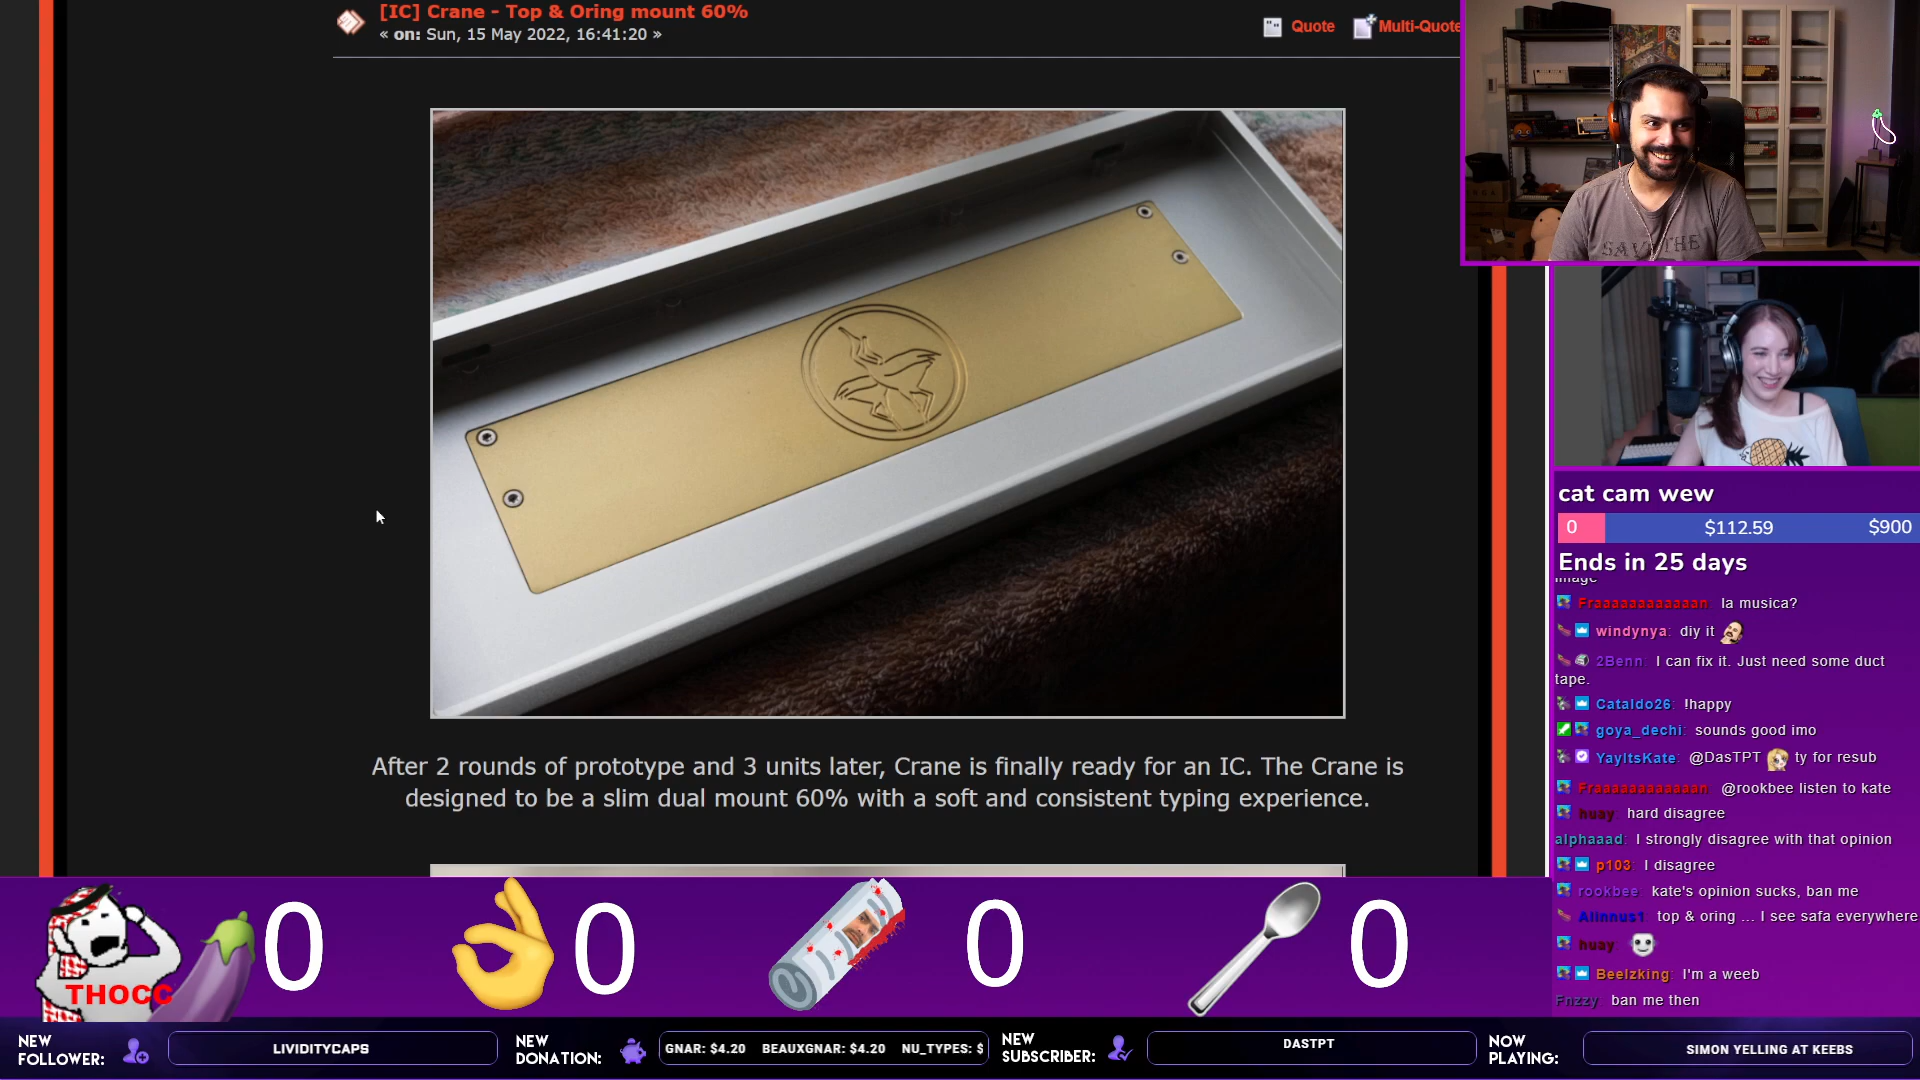 [IC] Crane - Top & Oring mount 60%
« on: Sun, 15 May 2022, 16:41:20 »
Quote
Multi-Quote
SAV THE
After 2 rounds of prototype and 3 units later, Crane is finally ready for an IC. The Crane is
designed to be a slim dual mount 60% with a soft and consistent typing experience.
cat cam wew
0 $112.59 $900
Ends in 25 days
image
Fraaaaaaaaaaaan: la musica?
windynya: diy it
2Benn: I can fix it. Just need some duct
tape.
Cataldo26: !happy
goya_dechi: sounds good imo
YayItsKate: @DasTPT ty for resub
Fraaaaaaaaaaaan: @rookbee listen to kate
huay: hard disagree
alphaaad: I strongly disagree with that opinion
p103: I disagree
rookbee: kate's opinion sucks, ban me
Alinnus1: top & oring ... I see safa everywhere
huay:
Beelzking: I'm a weeb
Fnzzy: ban me then
THOCC 0
0
0
0
NEW
FOLLOWER:
LIVIDITYCAPS
NEW
DONATION:
GNAR: $4.20 BEAUXGNAR: $4.20 NU_TYPES: $
NEW
SUBSCRIBER:
DASTPT
NOW
PLAYING:
SIMON YELLING AT KEEBS